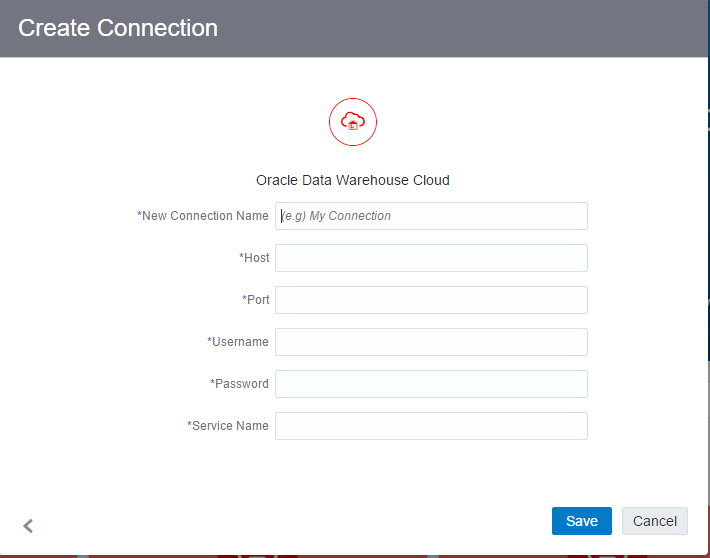 Create Connection
Oracle Data Warehouse Cloud
*New Connection Name (e.g) My Connection
*Host
*Port
*Username
*Password
*Service Name
Save Cancel